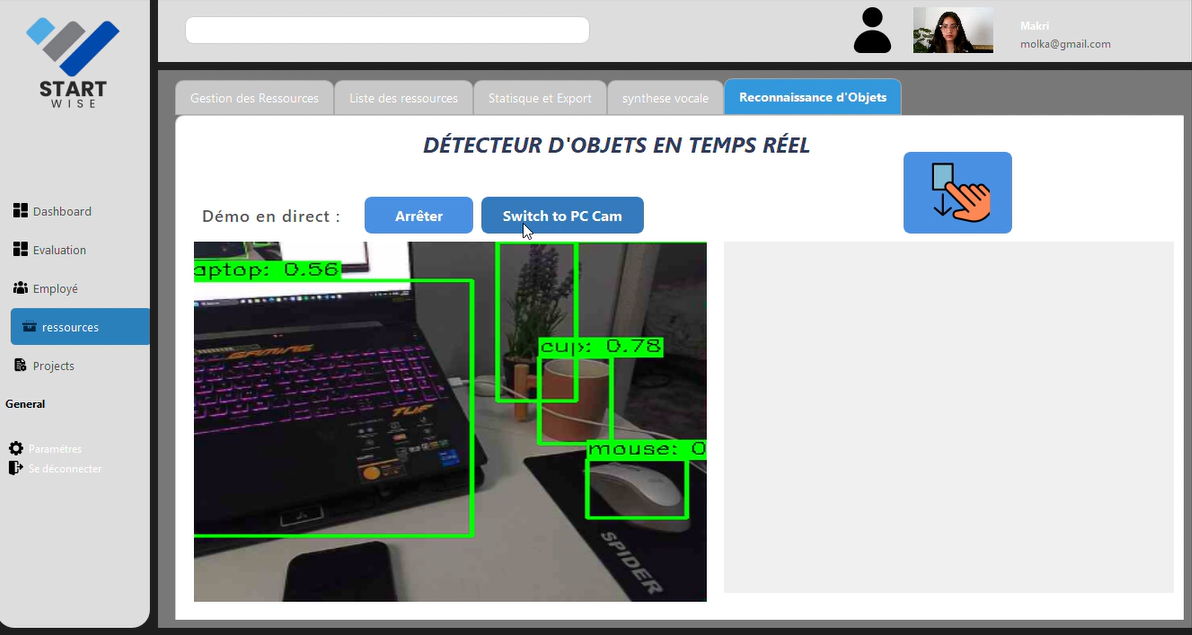 START
WISE
Makri
molka@gmail.com
Gestion des Ressources
Liste des ressources
Statisque et Export
synthese vocale
Reconnaissance d'Objets
Dashboard
Evaluation
Employé
ressources
Projects
General
Paramétres
Se déconnecter
DÉTECTEUR D'OBJETS EN TEMPS RÉEL
Démo en direct :
Arrêter
Switch to PC Cam
aptop: 0.56
cup: 0.78
mouse: 0
GAMING
TUF
SPIDER